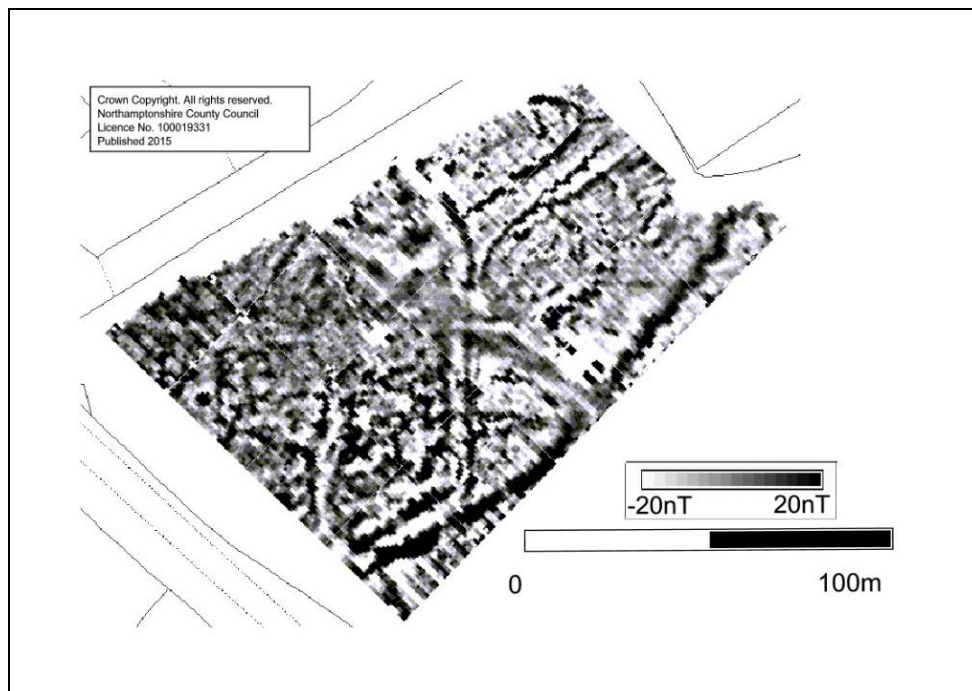 Crown Copyright. All rights reserved.
Northamptonshire County Council
Licence No. 100019331
Published 2015
-20nT 20nT
0 100m